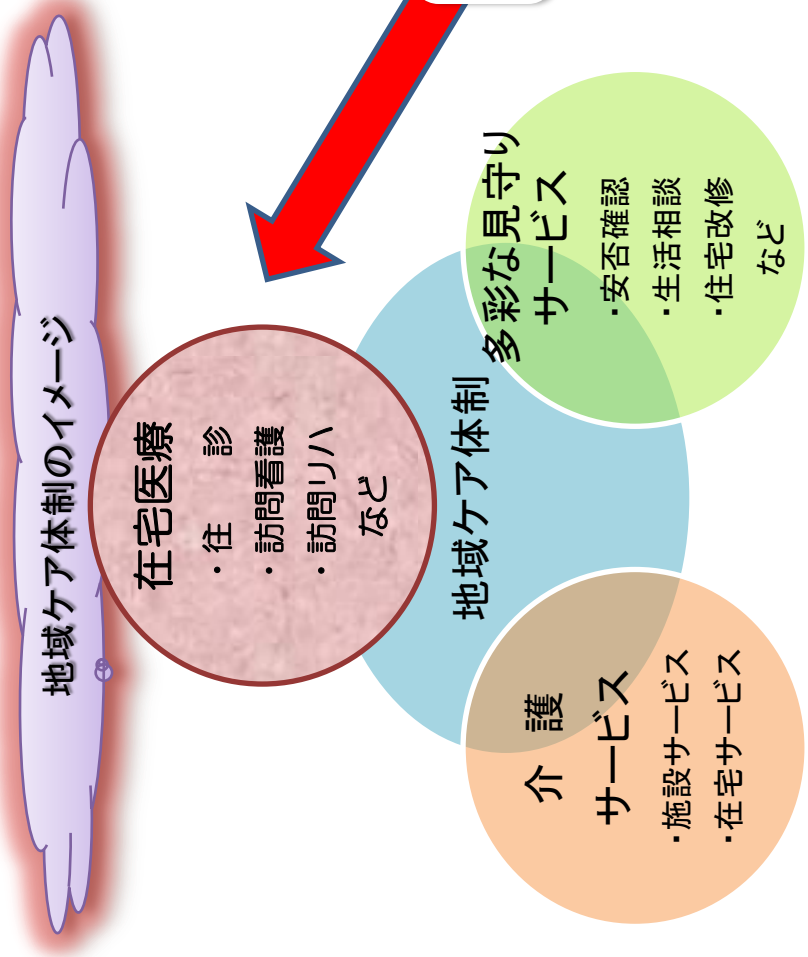 地域ケア体制のイメージ
在宅医療
・往　診
・訪問看護
・訪問リハ
など
地域ケア体制
介 護
サービス
・施設サービス
・在宅サービス
多彩な見守り
サービス
・安否確認
・生活相談
・住宅改修
など